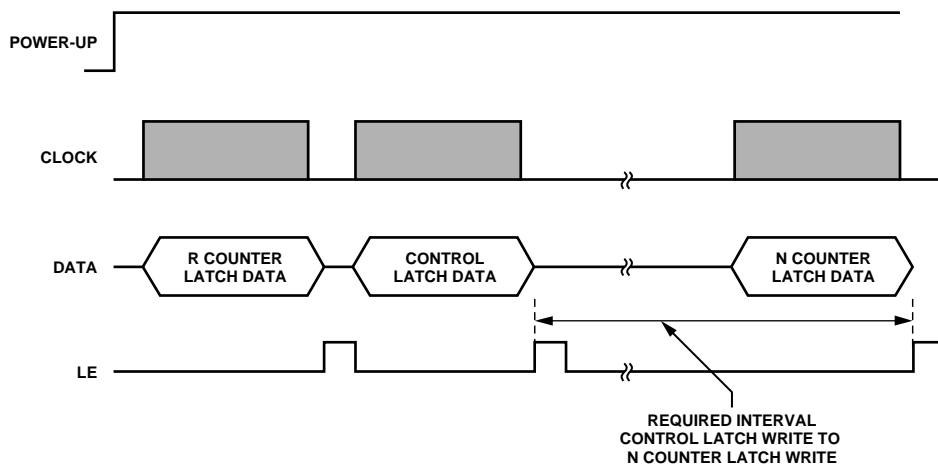 POWER-UP
CLOCK
DATA
R COUNTER
LATCH DATA
CONTROL
LATCH DATA
N COUNTER
LATCH DATA
LE
REQUIRED INTERVAL
CONTROL LATCH WRITE TO
N COUNTER LATCH WRITE